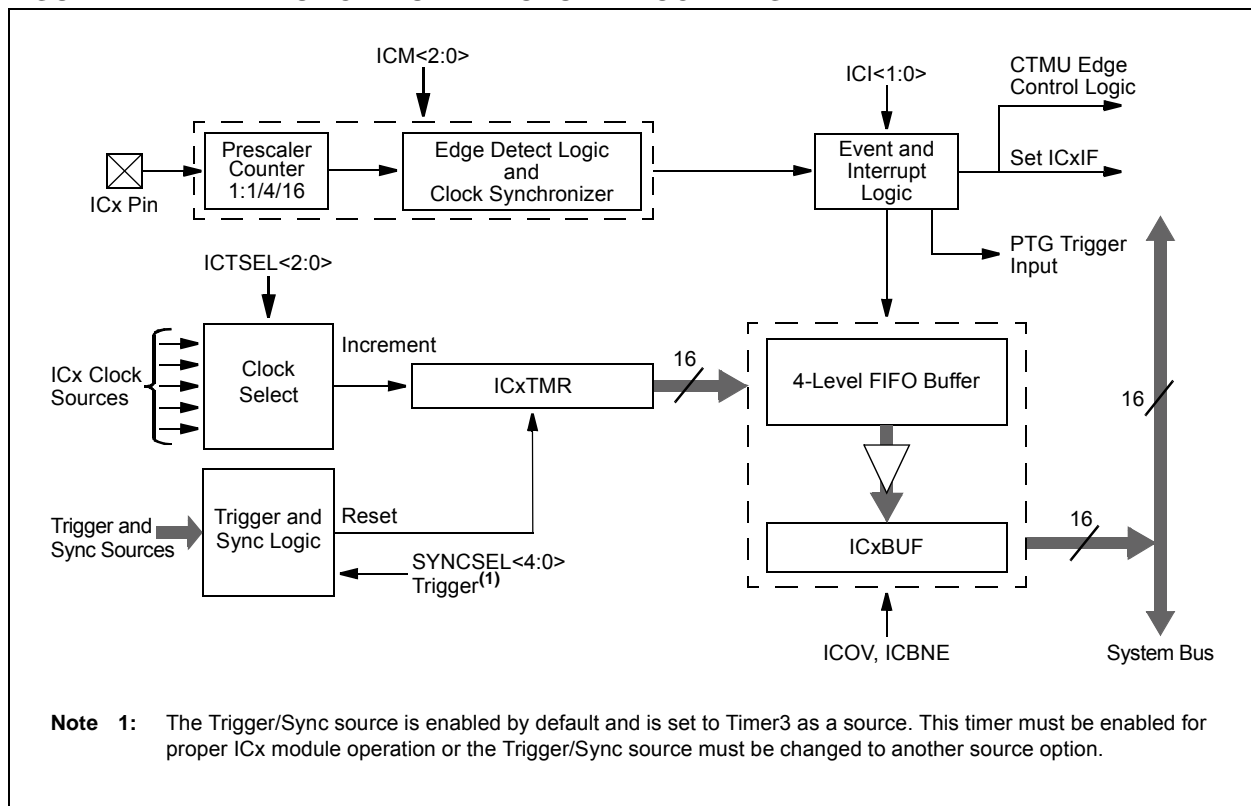 ICM<2:0>
ICI<1:0>
CTMU Edge
Control Logic
Prescaler
Counter
1:1/4/16
Edge Detect Logic
and
Clock Synchronizer
Event and
Interrupt
Logic
Set ICxIF
ICx Pin
PTG Trigger
Input
ICTSEL<2:0>
ICx Clock
Sources
Clock
Select
Increment
ICxTMR
16
4-Level FIFO Buffer
16
Trigger and
Sync Sources
Trigger and
Sync Logic
Reset
SYNCSEL<4:0>
Trigger(1)
ICxBUF
16
ICOV, ICBNE
System Bus
Note 1: The Trigger/Sync source is enabled by default and is set to Timer3 as a source. This timer must be enabled for
proper ICx module operation or the Trigger/Sync source must be changed to another source option.